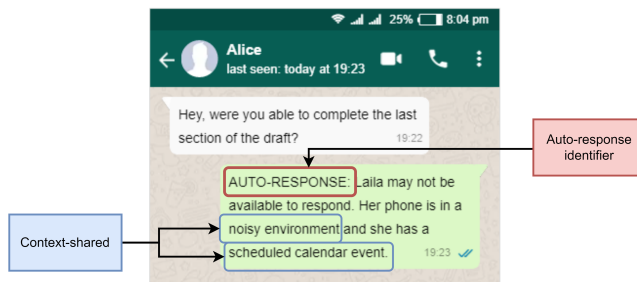 25% 8:04 pm
Alice
last seen: today at 19:23
Hey, were you able to complete the last
section of the draft?
19:22
Auto-response
identifier
AUTO-RESPONSE: Laila may not be
available to respond. Her phone is in a
noisy environment and she has a
scheduled calendar event.
19:23
Context-shared